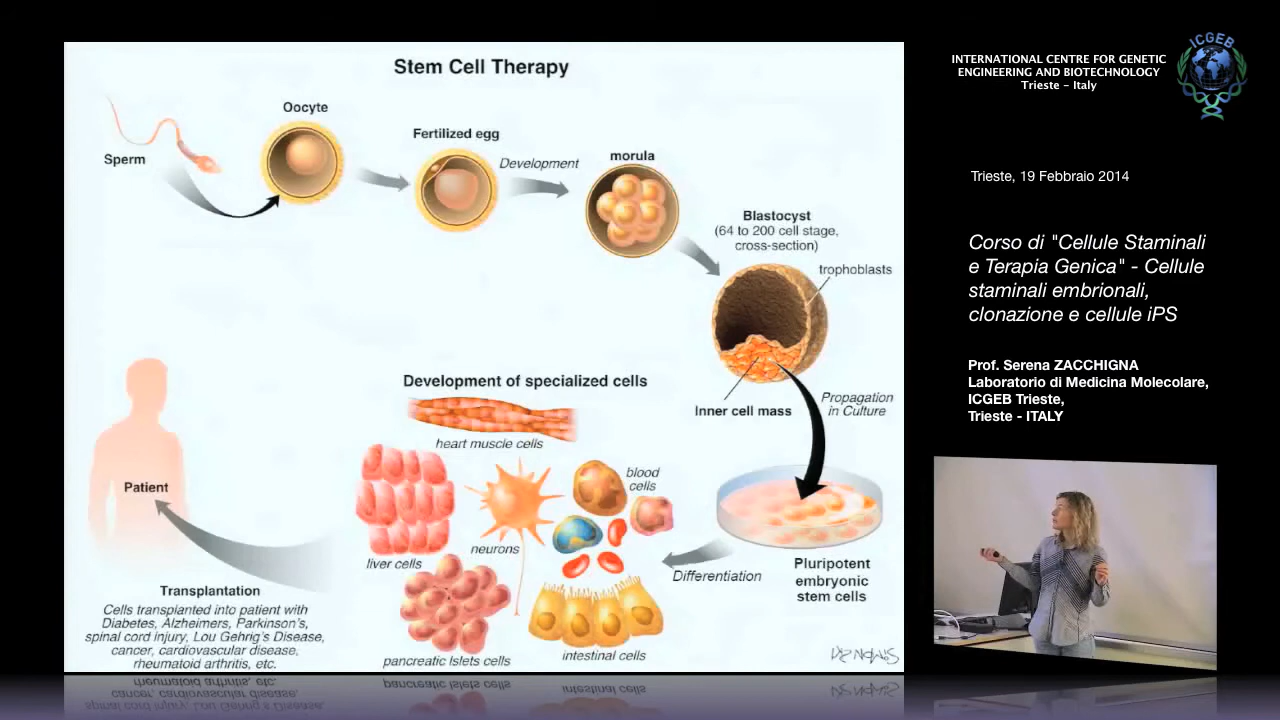 Stem Cell Therapy
Sperm
Oocyte
Fertilized egg
Development
morula
Blastocyst
(64 to 200 cell stage,
cross-section)
trophoblasts
Inner cell mass
Propagation
in Culture
Pluripotent
embryonic
stem cells
Differentiation
Development of specialized cells
heart muscle cells
blood
cells
neurons
liver cells
pancreatic Islets cells
intestinal cells
Patient
Transplantation
Cells transplanted into patient with
Diabetes, Alzheimers, Parkinson's,
spinal cord injury, Lou Gehrig's Disease,
cancer, cardiovascular disease,
rheumatoid arthritis, etc.
INTERNATIONAL CENTRE FOR GENETIC
ENGINEERING AND BIOTECHNOLOGY
Trieste - Italy
ICGEB
Trieste, 19 Febbraio 2014
Corso di "Cellule Staminali
e Terapia Genica" - Cellule
staminali embrionali,
clonazione e cellule iPS
Prof. Serena ZACCHIGNA
Laboratorio di Medicina Molecolare,
ICGEB Trieste,
Trieste - ITALY